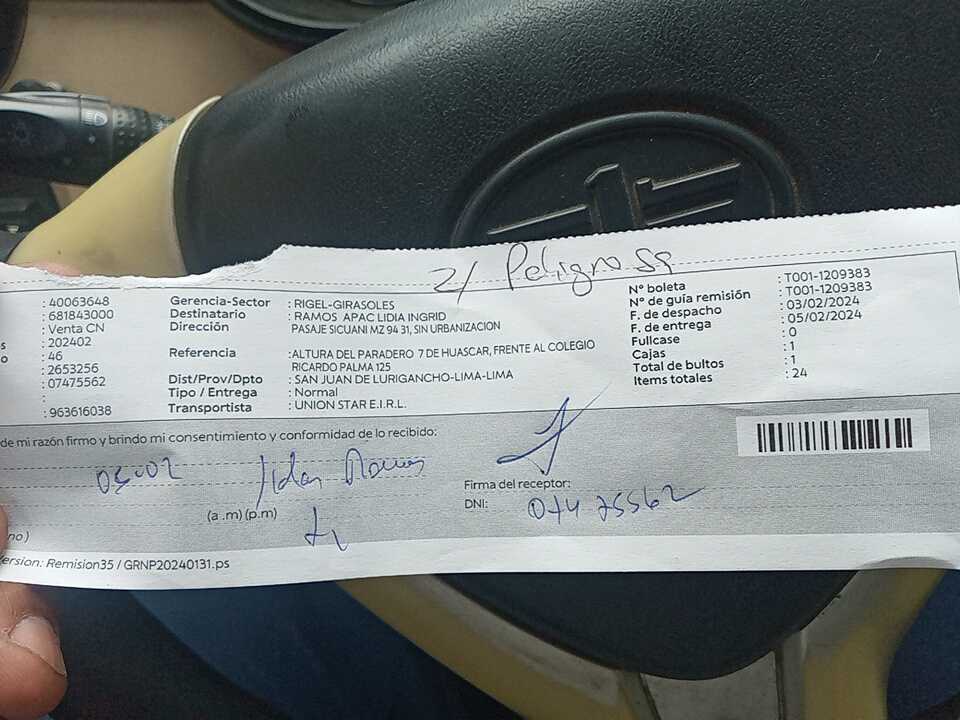 2/ Peligrosa
: 40063648
: 681843000
: Venta CN
s : 202402
o : 46
: 2653256
: 07475562
:
: 963616038
Gerencia-Sector : RIGEL-GIRASOLES
Destinatario : RAMOS APAC LIDIA INGRID
Dirección PASAJE SICUANI MZ 94 31, SIN URBANIZACION
Referencia : ALTURA DEL PARADERO 7 DE HUASCAR, FRENTE AL COLEGIO
RICARDO PALMA 125
Dist/Prov/Dpto : SAN JUAN DE LURIGANCHO-LIMA-LIMA
Tipo / Entrega : Normal
Transportista : UNION STAR E.I.R.L.
N° boleta : T001-1209383
N° de guía remisión : T001-1209383
F. de despacho : 03/02/2024
F. de entrega : 05/02/2024
Fullcase : 0
Cajas : 1
Total de bultos : 1
Items totales : 24
de mi razón firmo y brindo mi consentimiento y conformidad de lo recibido:
05-02 Ramos
Firma del receptor:
(a .m) (p.m) DNI: 07475562
no )
ersion: Remision35 / GRNP20240131.ps